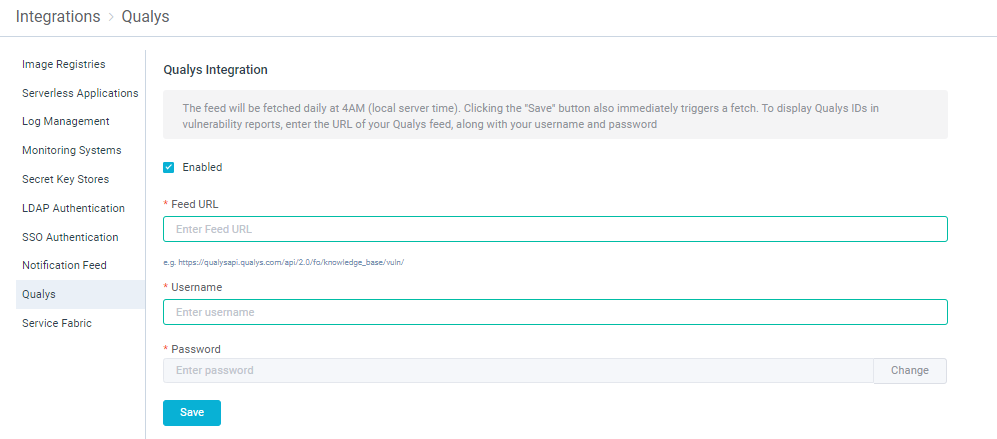 Integrations > Qualys
Image Registries
Serverless Applications
Log Management
Monitoring Systems
Secret Key Stores
LDAP Authentication
SSO Authentication
Notification Feed
Qualys
Service Fabric
Qualys Integration
The feed will be fetched daily at 4AM (local server time). Clicking the "Save" button also immediately triggers a fetch. To display Qualys IDs in
vulnerability reports, enter the URL of your Qualys feed, along with your username and password
Enabled
* Feed URL
Enter Feed URL
e.g. https://qualysapi.qualys.com/api/2.0/fo/knowledge_base/vuln/
* Username
Enter username
* Password
Enter password
Change
Save